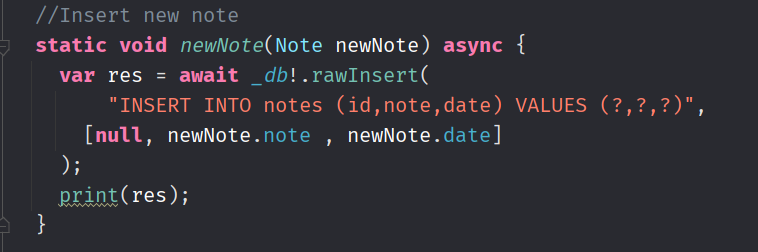 //Insert new note
static void newNote(Note newNote) async {
var res = await _db!.rawInsert(
"INSERT INTO notes (id,note,date) VALUES (?,?,?)",
[null, newNote.note , newNote.date]
);
print(res);
}